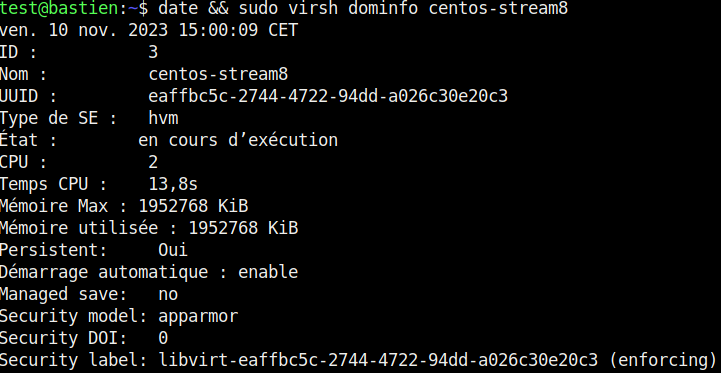 test@bastien:~$ date && sudo virsh dominfo centos-stream8
ven. 10 nov. 2023 15:00:09 CET
ID :           3
Nom :          centos-stream8
UUID :         eaffbc5c-2744-4722-94dd-a026c30e20c3
Type de SE :   hvm
État :        en cours d’exécution
CPU :          2
Temps CPU :    13,8s
Mémoire Max : 1952768 KiB
Mémoire utilisée : 1952768 KiB
Persistent:     Oui
Démarrage automatique : enable
Managed save:   no
Security model: apparmor
Security DOI:   0
Security label: libvirt-eaffbc5c-2744-4722-94dd-a026c30e20c3 (enforcing)